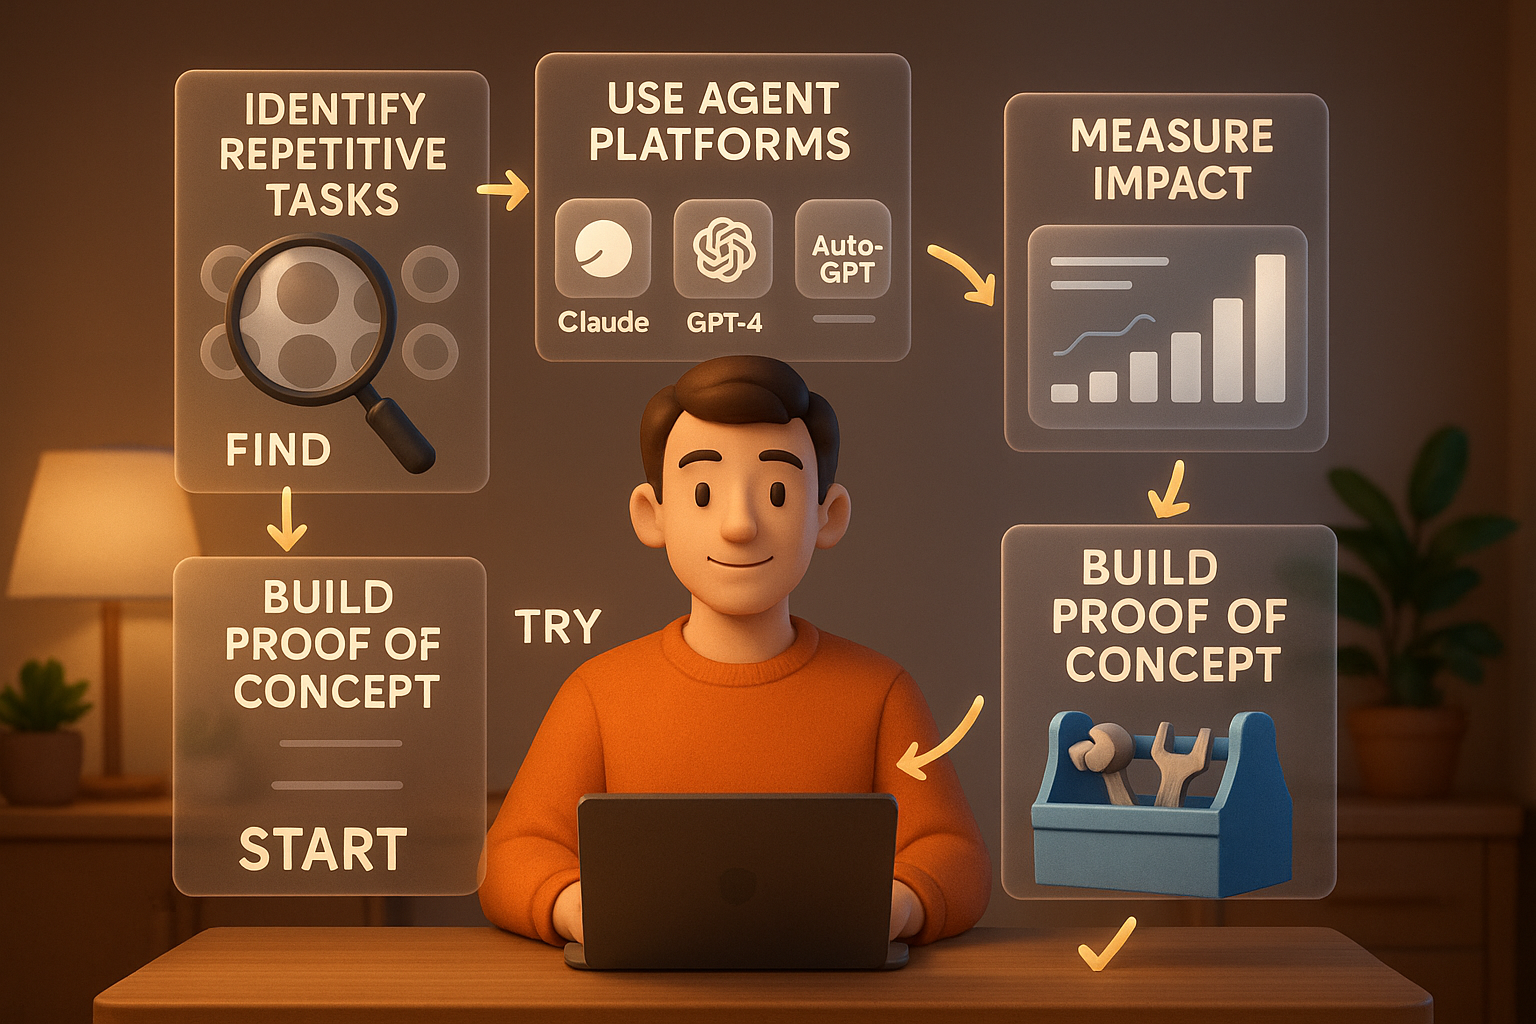 IDENTIFY
REPETITIVE
TASKS
FIND
USE AGENT
PLATFORMS
Claude
GPT-4
Auto-
GPT
MEASURE
IMPACT
BUILD
PROOF OF
CONCEPT
START
TRY
BUILD
PROOF OF
CONCEPT